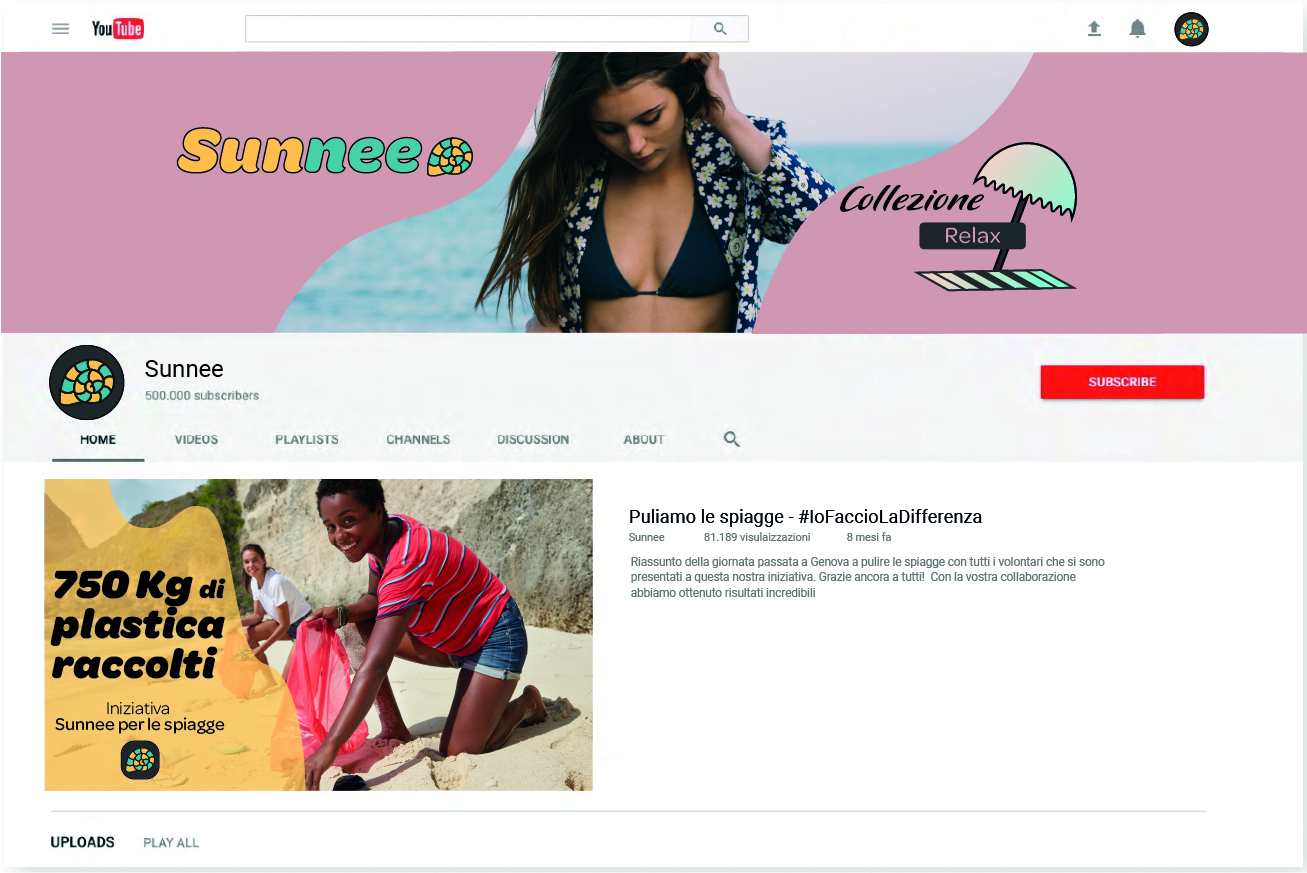 YouTube
Sunnee
Collezione
Relax
Sunnee
500.000 subscribers
SUBSCRIBE
HOME VIDEOS PLAYLISTS CHANNELS DISCUSSION ABOUT
750 Kg di
plastica
raccolti
Iniziativa
Sunnee per le spiagge
Puliamo le spiagge - #IoFaccioLaDifferenza
Sunnee 81.189 visulaizzazioni 8 mesi fa
Riassunto della giornata passata a Genova a pulire le spiagge con tutti i volontari che si sono
presentati a questa nostra iniziativa. Grazie ancora a tutti! Con la vostra collaborazione
abbiamo ottenuto risultati incredibili
UPLOADS PLAY ALL